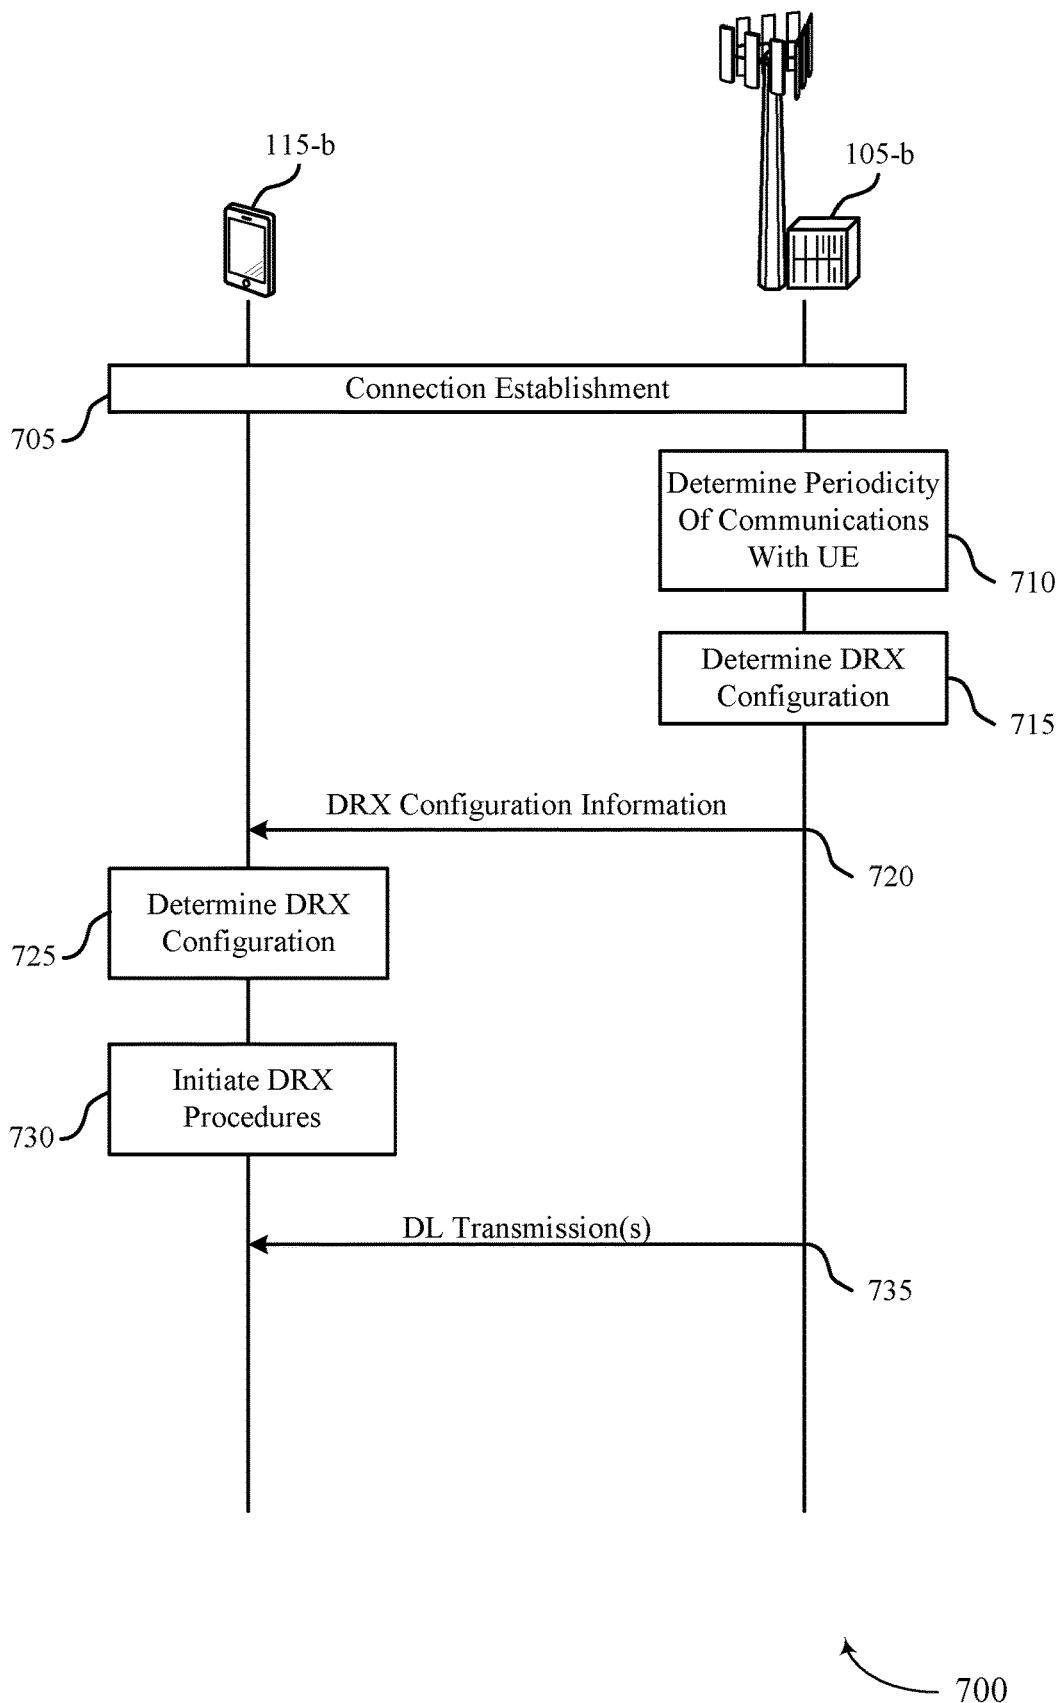 115-b
105-b
Connection Establishment
705
Determine Periodicity
Of Communications
With UE
710
Determine DRX
Configuration
715
DRX Configuration Information
720
Determine DRX
Configuration
725
Initiate DRX
Procedures
730
DL Transmission(s)
735
700